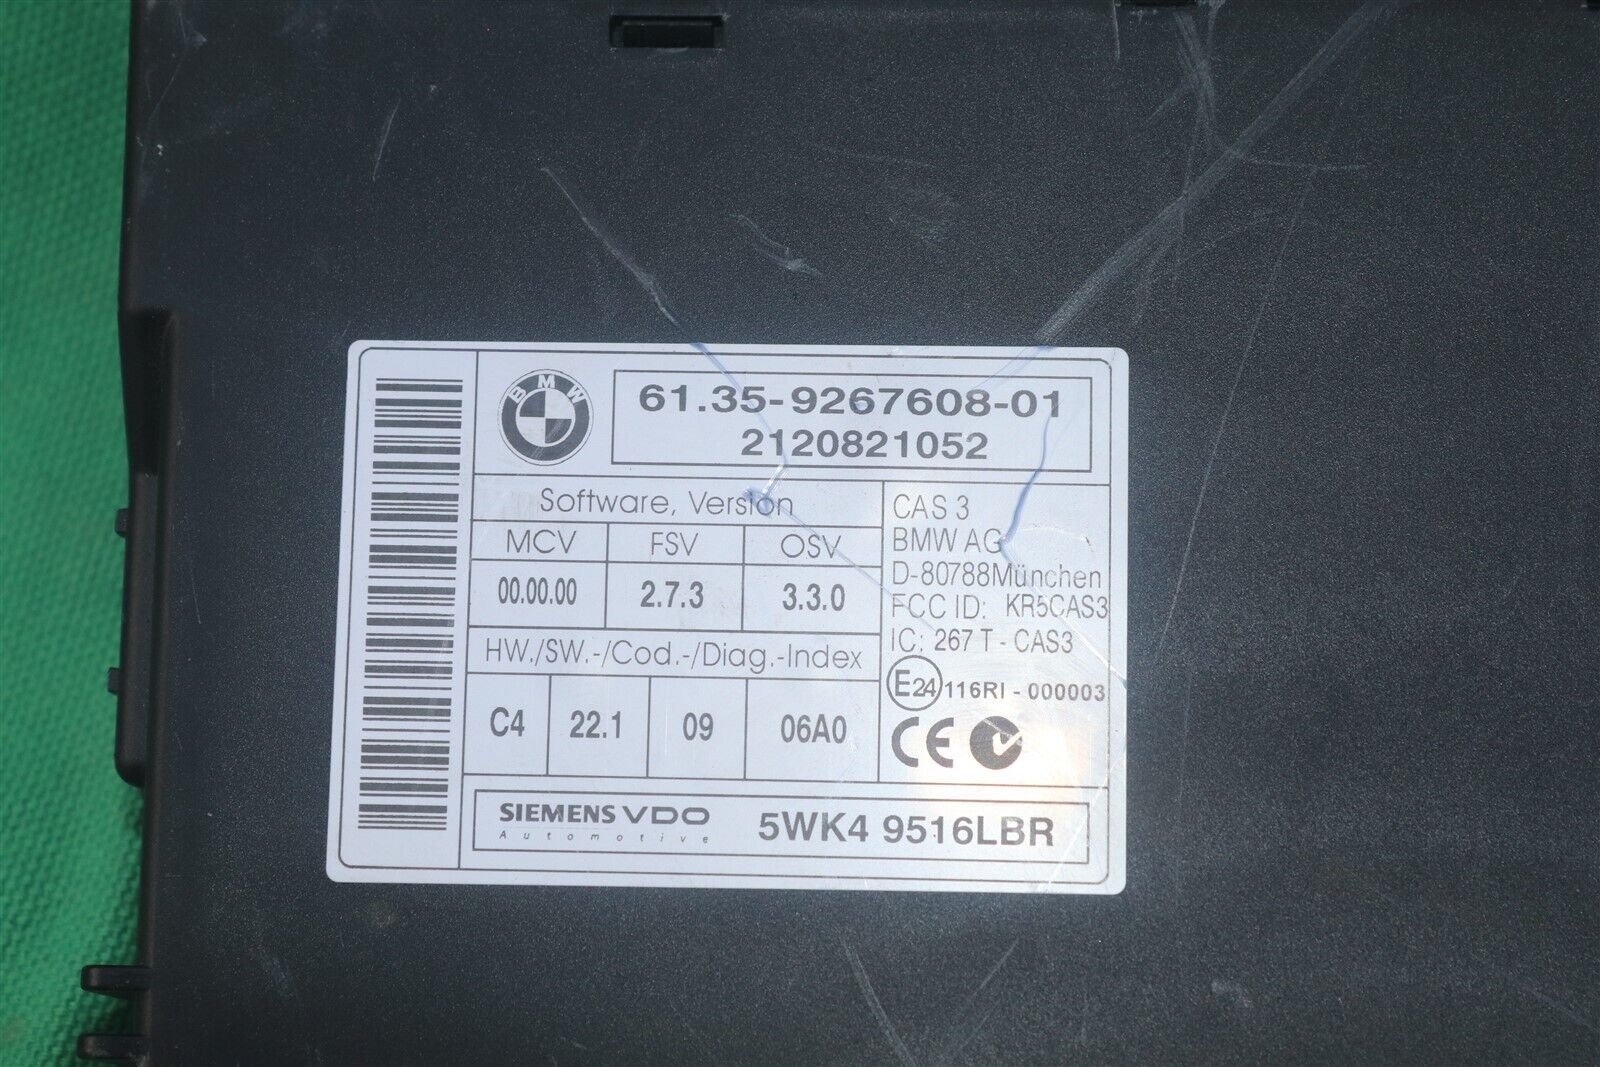 BMW
61.35-9267608-01
2120821052
Software, Version
MCV FSV OSV
00.00.00 2.7.3 3.3.0
HW./SW.-/Cod.-/Diag.-Index
C4 22.1 09 06A0
CAS 3
BMW AG
D-80788München
FCC ID: KR5CAS3
IC: 267 T - CAS3
E24 116RI - 000003
CE
SIEMENS VDO
Automotive
5WK4 9516LBR